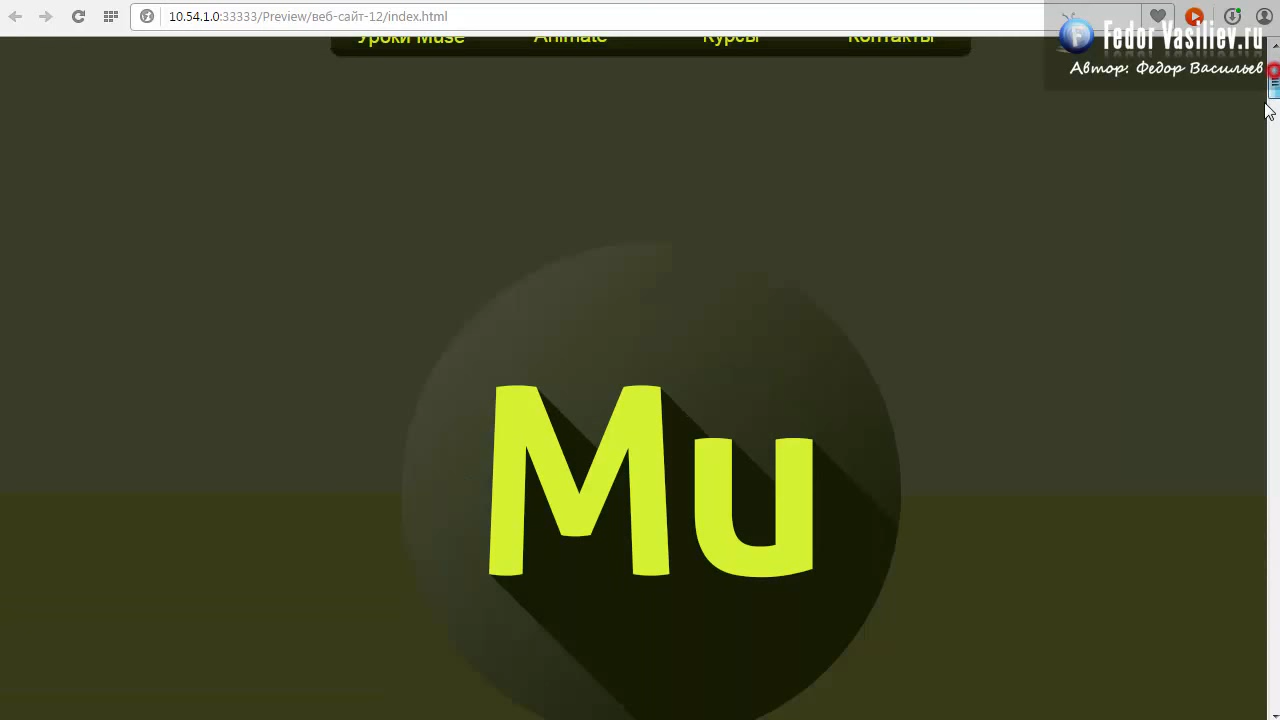 10.54.1.0:33333/Preview/веб-сайт-12/index.html
Fedor Vasiliev.ru
Автор: Федор Васильев
Уроки Muse Animate Курсы Контакты
Mu